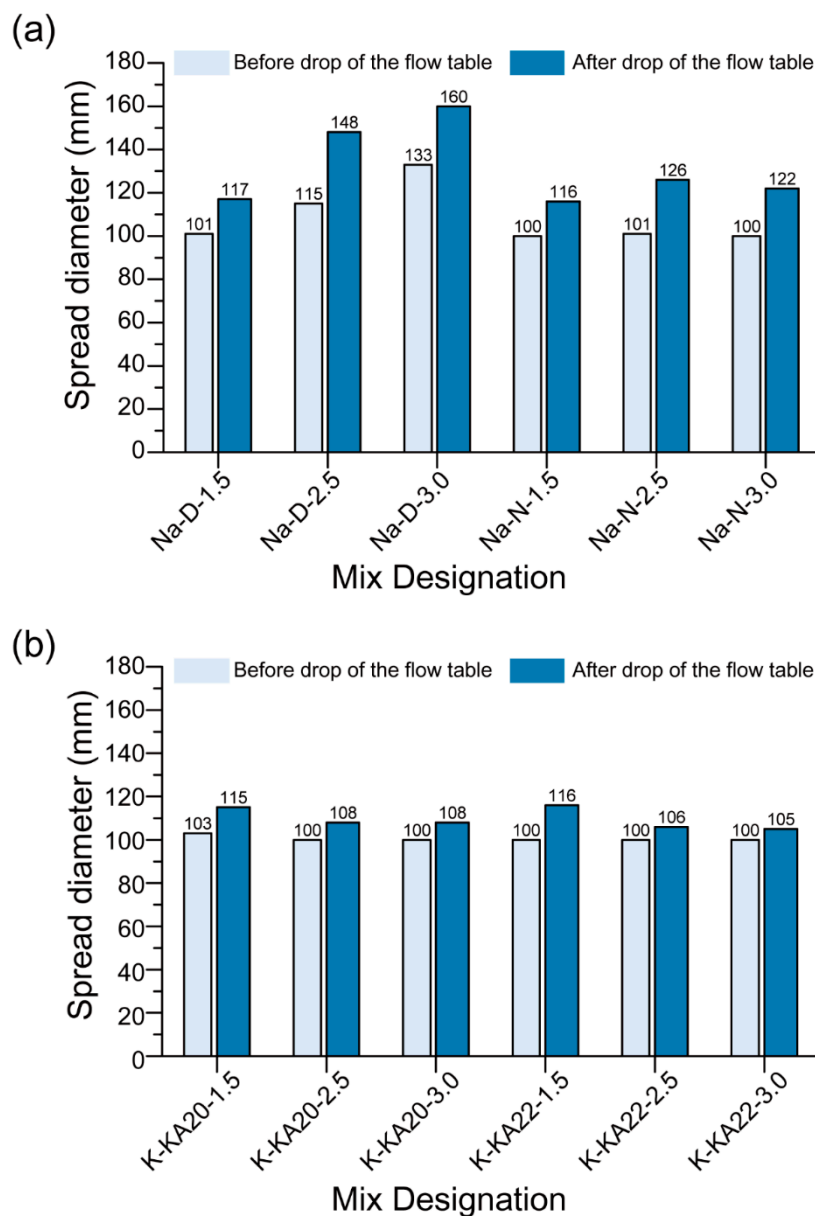 (a)
Before drop of the flow table After drop of the flow table
Spread diameter (mm)
180
160
140
120
100
80
60
40
20
0
101 117 115 148 133 160 100 116 101 126 100 122
Na-D-1.5 Na-D-2.5 Na-D-3.0 Na-N-1.5 Na-N-2.5 Na-N-3.0
Mix Designation
(b)
Before drop of the flow table After drop of the flow table
Spread diameter (mm)
180
160
140
120
100
80
60
40
20
0
103 115 100 108 100 108 100 116 100 106 100 105
K-KA20-1.5 K-KA20-2.5 K-KA20-3.0 K-KA22-1.5 K-KA22-2.5 K-KA22-3.0
Mix Designation